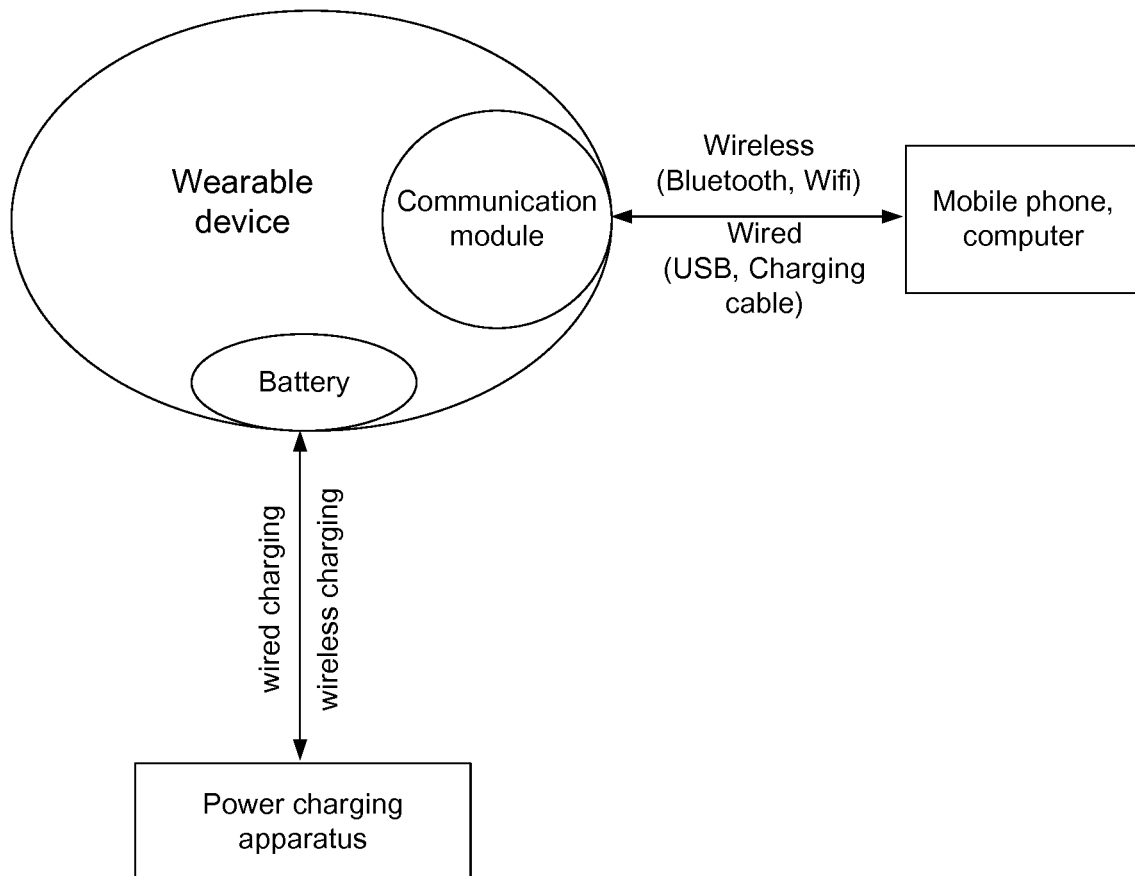 Wearable
device
Communication
module
Wireless
(Bluetooth, Wifi)
Wired
(USB, Charging
cable)
Mobile phone,
computer
Battery
wired charging
wireless charging
Power charging
apparatus